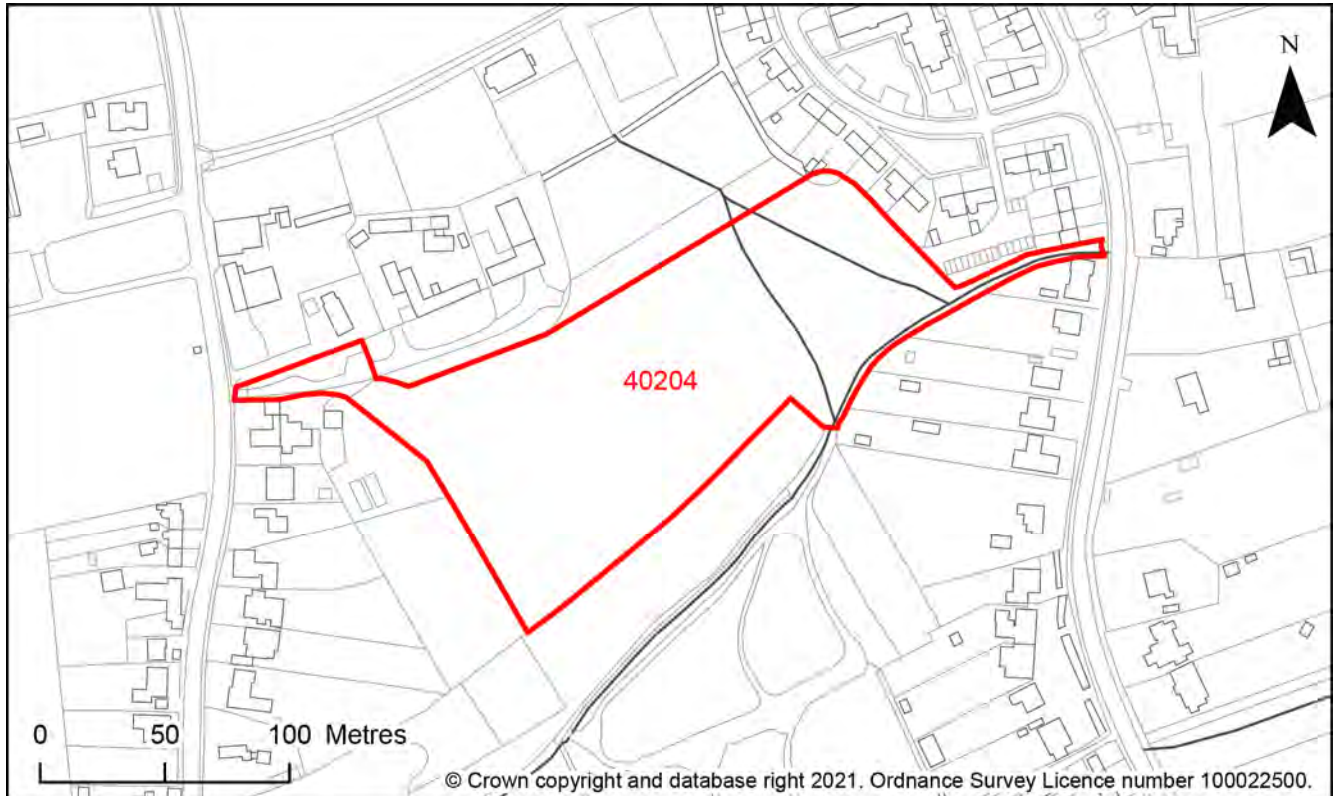 N
40204
0 50 100 Metres
© Crown copyright and database right 2021. Ordnance Survey Licence number 100022500.